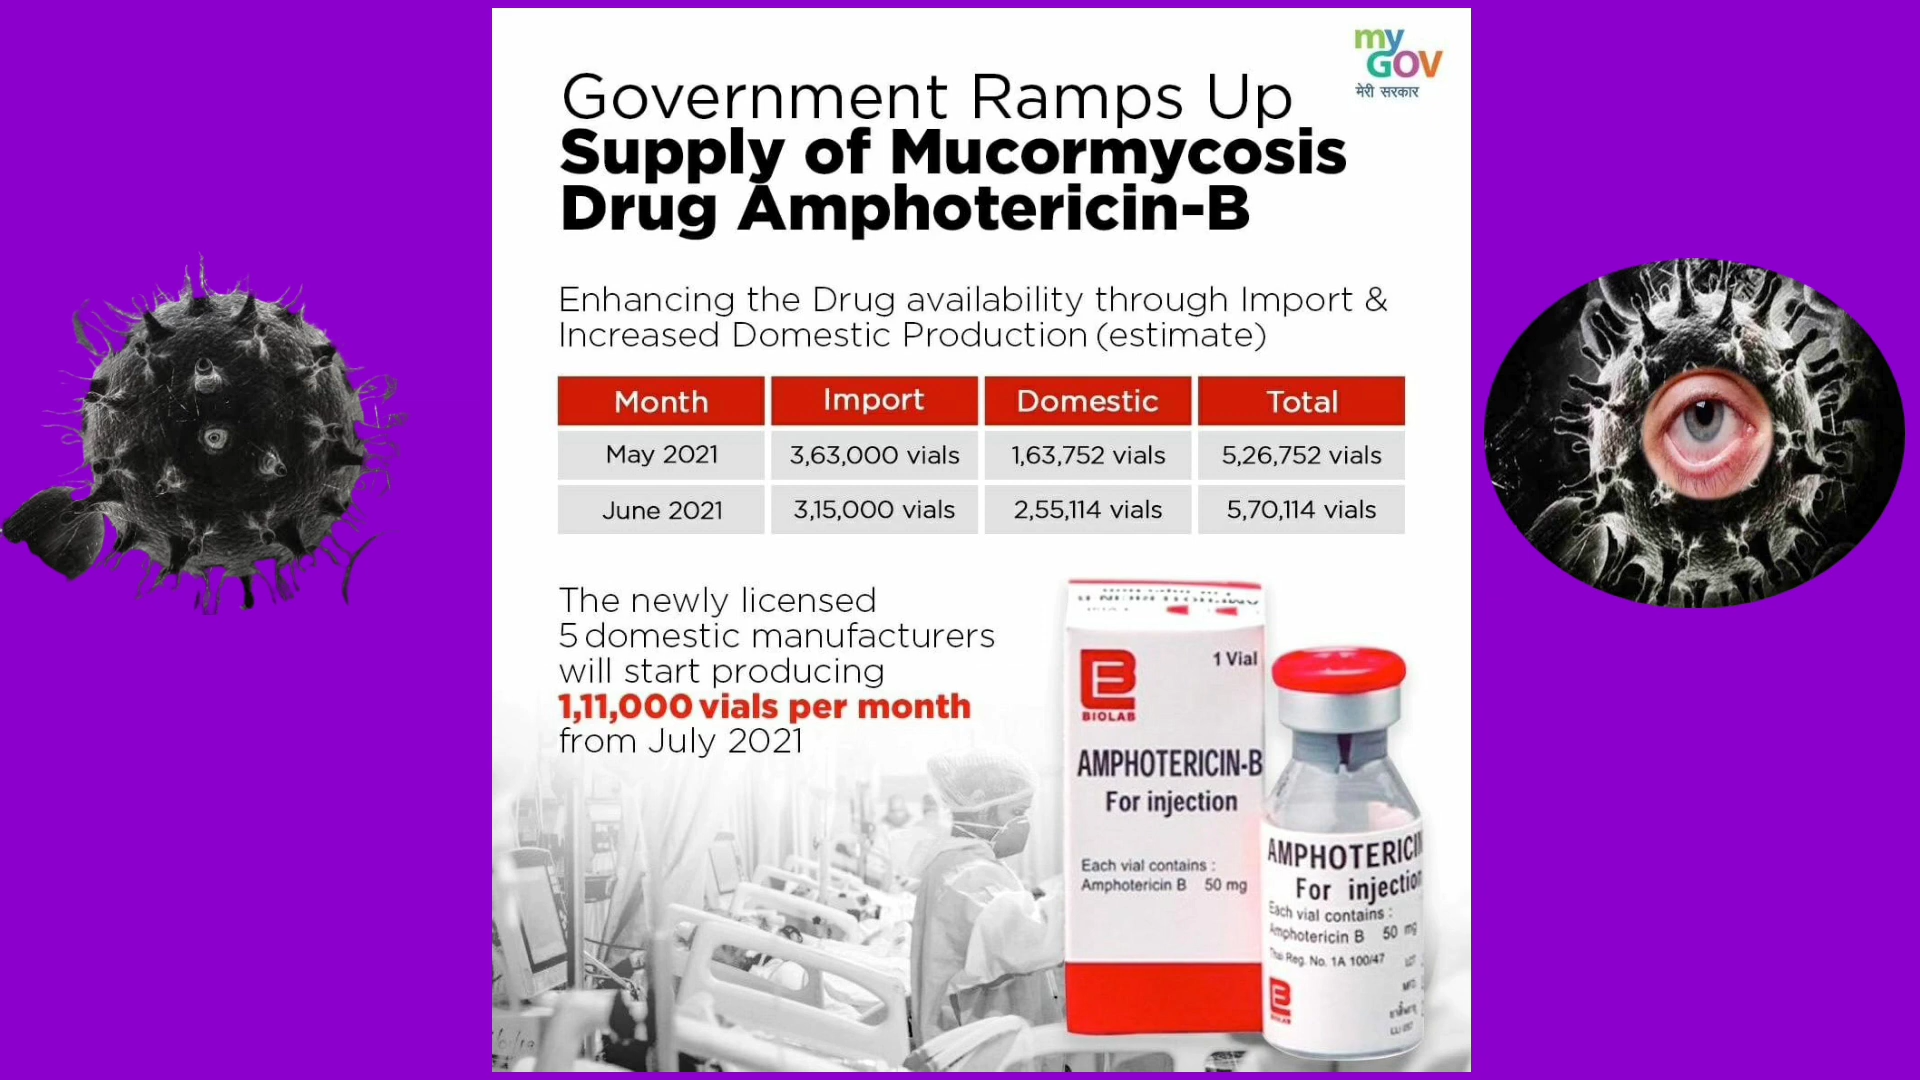 my
GOV
मेरी सरकार
Government Ramps Up
Supply of Mucormycosis
Drug Amphotericin-B
Enhancing the Drug availability through Import &
Increased Domestic Production (estimate)
Month Import Domestic Total
May 2021 3,63,000 vials 1,63,752 vials 5,26,752 vials
June 2021 3,15,000 vials 2,55,114 vials 5,70,114 vials
The newly licensed
5 domestic manufacturers
will start producing
1,11,000 vials per month
from July 2021
1 Vial
BIOLAB
AMPHOTERICIN-B
For injection
Each vial contains :
Amphotericin B 50 mg
AMPHOTERICIN
For injection
Each vial contains :
Amphotericin B 50 mg
Reg. No. 1A 100/47